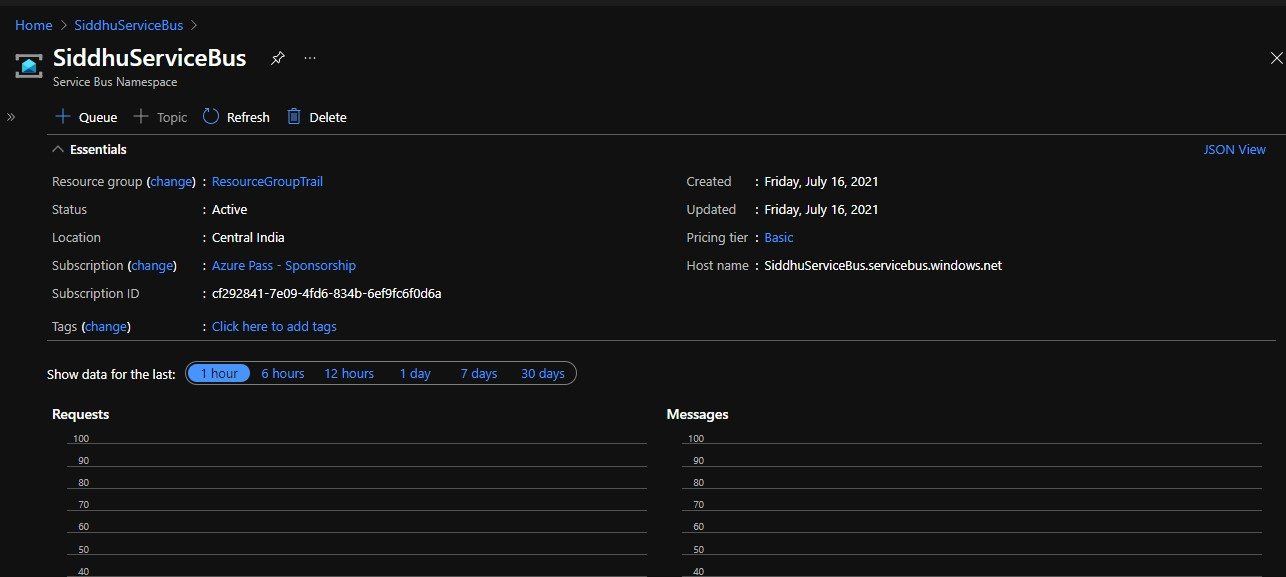 Home > SiddhuServiceBus >
SiddhuServiceBus ...
Service Bus Namespace
» + Queue + Topic Refresh Delete
Essentials JSON View
Resource group (change) : ResourceGroupTrail
Status : Active
Location : Central India
Subscription (change) : Azure Pass - Sponsorship
Subscription ID : cf292841-7e09-4fd6-834b-6ef9fc6f0d6a
Tags (change) : Click here to add tags
Created : Friday, July 16, 2021
Updated : Friday, July 16, 2021
Pricing tier : Basic
Host name : SiddhuServiceBus.servicebus.windows.net
Show data for the last: 1 hour 6 hours 12 hours 1 day 7 days 30 days
Requests
100
90
80
70
60
50
40
Messages
100
90
80
70
60
50
40